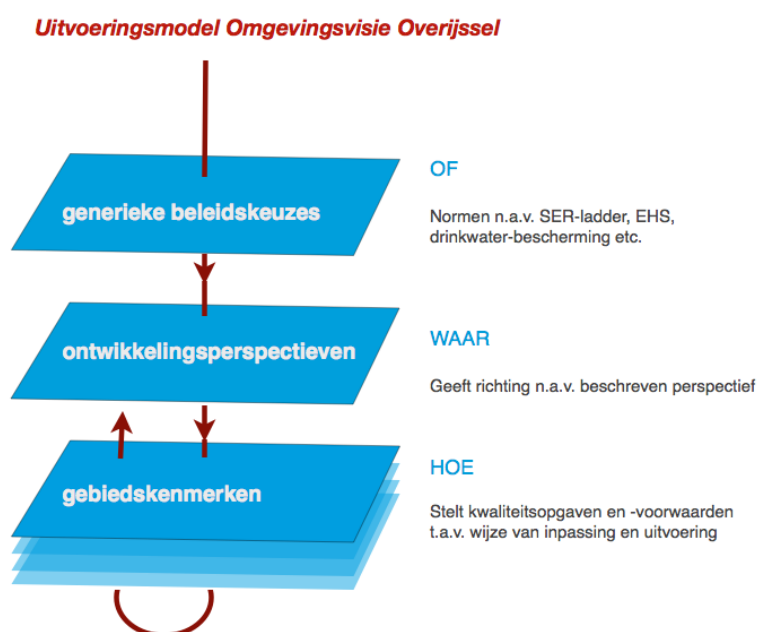 Uitvoeringsmodel Omgevingsvisie Overijssel
generieke beleidskeuzes
OF
Normen n.a.v. SER-ladder, EHS,
drinkwater-bescherming etc.
ontwikkelingsperspectieven
WAAR
Geeft richting n.a.v. beschreven perspectief
gebiedskenmerken
HOE
Stelt kwaliteitsopgaven en -voorwaarden
t.a.v. wijze van inpassing en uitvoering